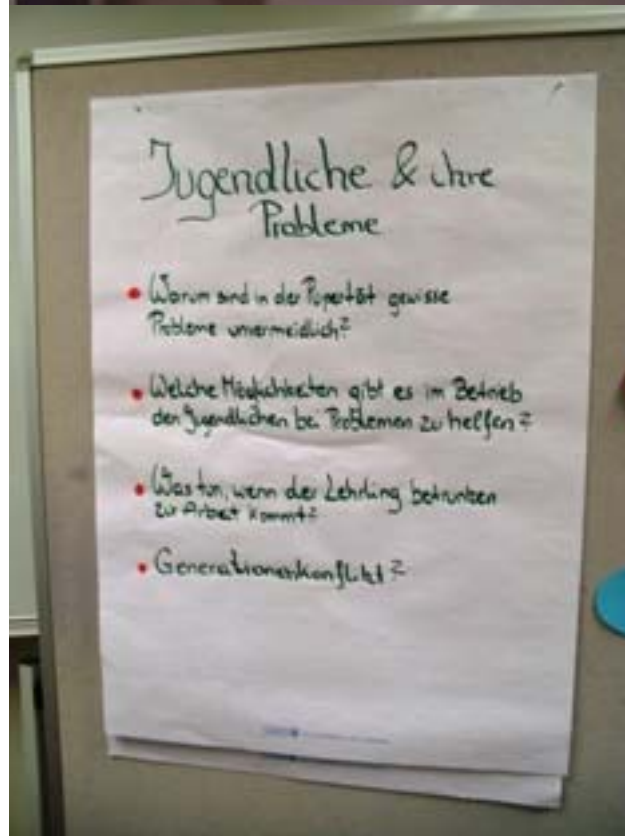 Jugendliche & ihre
Probleme
Warum sind in der Pupertät gewisse
Probleme unvermeidlich?
Welche Möglichkeiten gibt es im Betrieb
den Jugendlichen bei Problemen zu helfen?
Was tun, wenn der Lehrling betrunken
zur Arbeit kommt?
Generationenkonflikt?